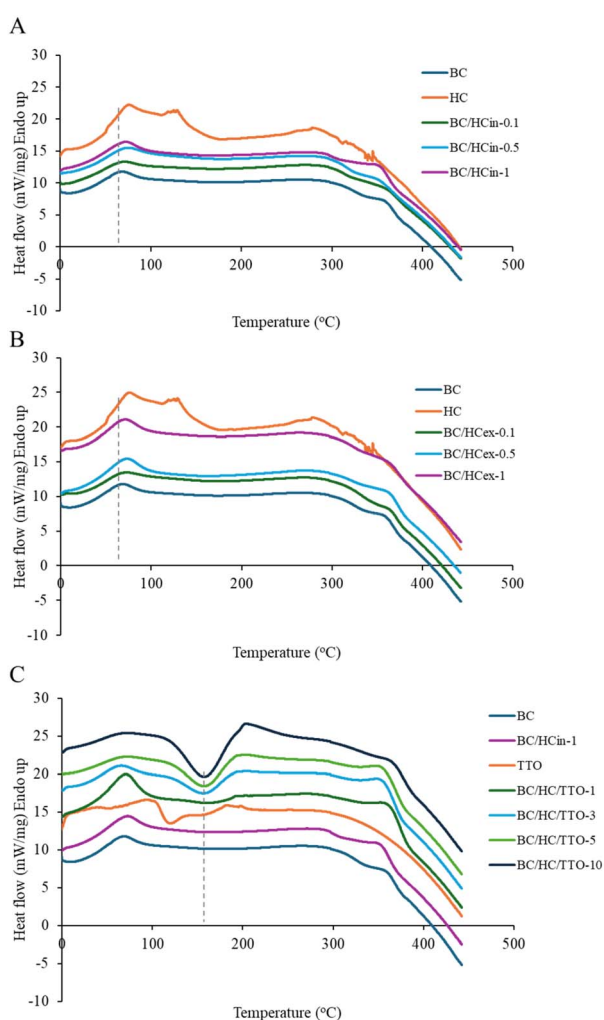 A
Heat flow (mW/mg) Endo up
30
25
20
15
10
5
0
-5
-10
0
100
200
300
400
500
Temperature (°C)
BC
HC
BC/HCin-0.1
BC/HCin-0.5
BC/HCin-1
B
Heat flow (mW/mg) Endo up
30
25
20
15
10
5
0
-5
-10
0
100
200
300
400
500
Temperature (°C)
BC
HC
BC/HCex-0.1
BC/HCex-0.5
BC/HCex-1
C
Heat flow (mW/mg) Endo up
30
25
20
15
10
5
0
-5
-10
0
100
200
300
400
500
Temperature (°C)
BC
BC/HCin-1
TTO
BC/HC/TTO-1
BC/HC/TTO-3
BC/HC/TTO-5
BC/HC/TTO-10